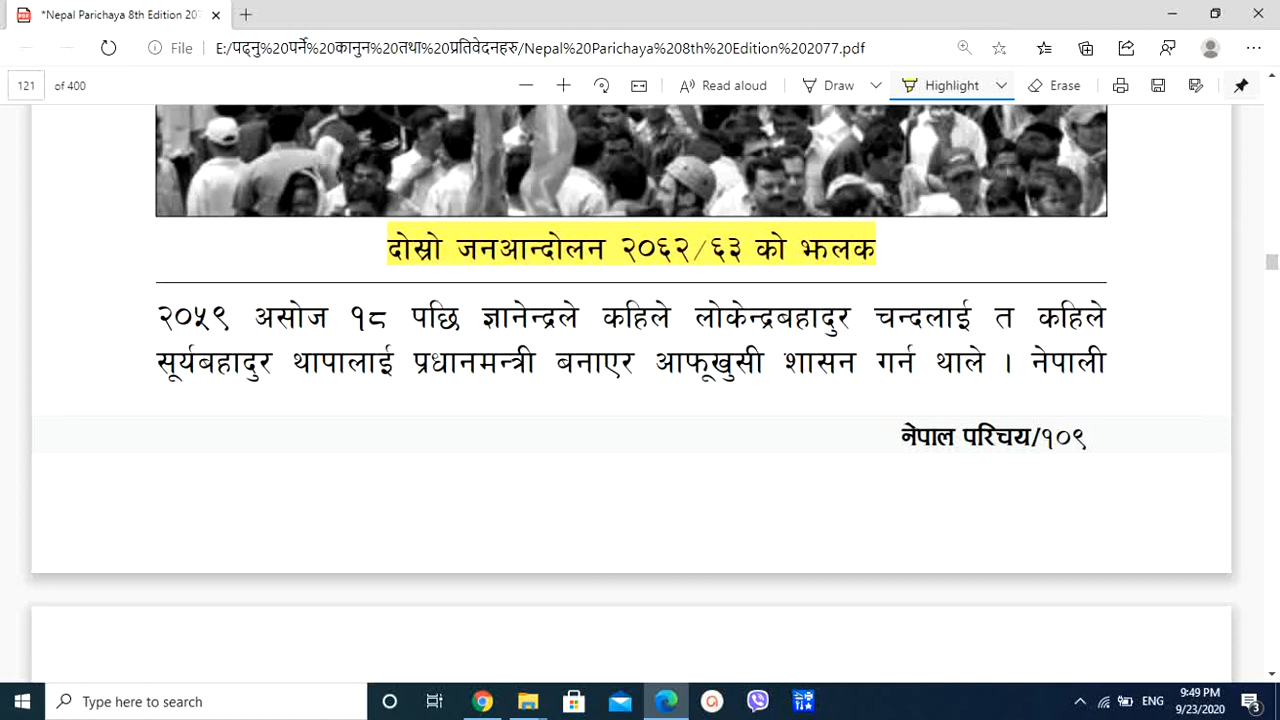 *Nepal Parichaya 8th Edition 207
File
E:/पढ्नु%20पर्ने%20कानुन%20तथा%20प्रतिवेदनहरु/Nepal%20Parichaya%208th%20Edition%202077.pdf
121 of 400
Read aloud
Draw
Highlight
Erase
दोस्रो जनआन्दोलन २०६२/६३ को झलक
२०५९ असोज १८ पछि ज्ञानेन्द्रले कहिले लोकेन्द्रबहादुर चन्दलाई त कहिले
सूर्यबहादुर थापालाई प्रधानमन्त्री बनाएर आफूखुसी शासन गर्न थाले । नेपाली
नेपाल परिचय/१०९
Type here to search
ENG
9:49 PM
9/23/2020
3